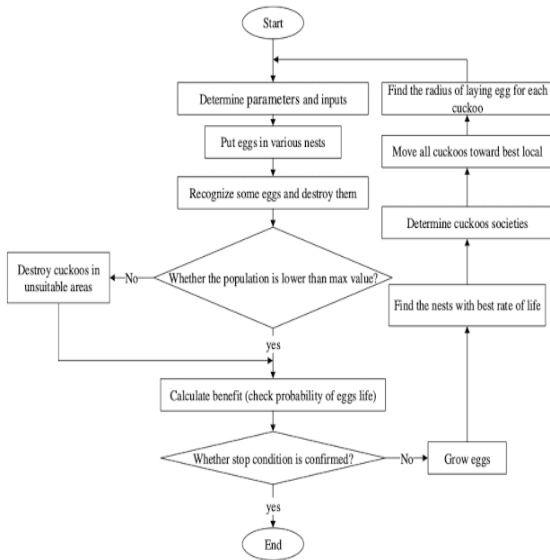 Start
Determine parameters and inputs
Put eggs in various nests
Recognize some eggs and destroy them
Whether the population is lower than max value?
No
Destroy cuckoos in
unsuitable areas
yes
Calculate benefit (check probability of eggs life)
Whether stop condition is confirmed?
No
Grow eggs
Find the nests with best rate of life
Determine cuckoos societies
Move all cuckoos toward best local
Find the radius of laying egg for each
cuckoo
yes
End